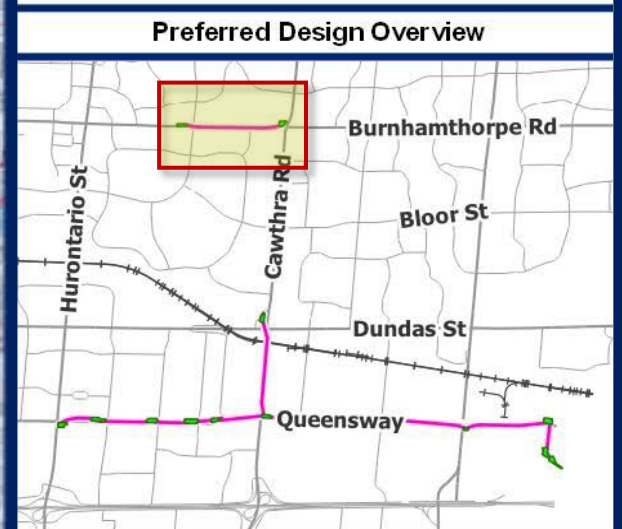 Preferred Design Overview
Burnhamthorpe Rd
Hurontario St
Cawthra Rd
Bloor St
Dundas St
Queensway